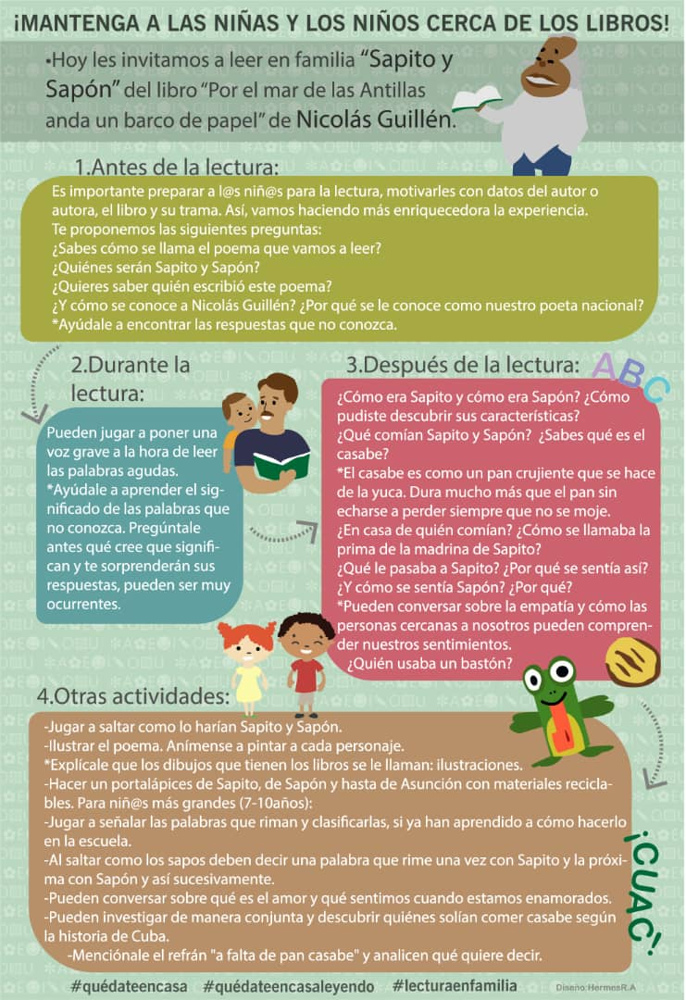 ¡MANTENGA A LAS NIÑAS Y LOS NIÑOS CERCA DE LOS LIBROS!
•Hoy les invitamos a leer en familia “Sapito y
Sapón” del libro “Por el mar de las Antillas
anda un barco de papel” de Nicolás Guillén.
1.Antes de la lectura:
Es importante preparar a l@s niñ@s para la lectura, motivarles con datos del autor o
autora, el libro y su trama. Así, vamos haciendo más enriquecedora la experiencia.
Te proponemos las siguientes preguntas:
¿Sabes cómo se llama el poema que vamos a leer?
¿Quiénes serán Sapito y Sapón?
¿Quieres saber quién escribió este poema?
¿Y cómo se conoce a Nicolás Guillén? ¿Por qué se le conoce como nuestro poeta nacional?
*Ayúdale a encontrar las respuestas que no conozca.
2.Durante la
lectura:
Pueden jugar a poner una
voz grave a la hora de leer
las palabras agudas.
*Ayúdale a aprender el sig-
nificado de las palabras que
no conozca. Pregúntale
antes qué cree que signifi-
can y te sorprenderán sus
respuestas, pueden ser muy
ocurrentes.
3.Después de la lectura:
ABC
¿Cómo era Sapito y cómo era Sapón? ¿Cómo
pudiste descubrir sus características?
¿Qué comían Sapito y Sapón? ¿Sabes qué es el
casabe?
*El casabe es como un pan crujiente que se hace
de la yuca. Dura mucho más que el pan sin
echarse a perder siempre que no se moje.
¿En casa de quién comían? ¿Cómo se llamaba la
prima de la madrina de Sapito?
¿Qué le pasaba a Sapito? ¿Por qué se sentía así?
¿Y cómo se sentía Sapón? ¿Por qué?
*Pueden conversar sobre la empatía y cómo las
personas cercanas a nosotros pueden compren-
der nuestros sentimientos.
¿Quién usaba un bastón?
4.Otras actividades:
-Jugar a saltar como lo harían Sapito y Sapón.
-Ilustrar el poema. Anímense a pintar a cada personaje.
*Explícale que los dibujos que tienen los libros se le llaman: ilustraciones.
-Hacer un portalápices de Sapito, de Sapón y hasta de Asunción con materiales recicla-
bles. Para niñ@s más grandes (7-10años):
-Jugar a señalar las palabras que riman y clasificarlas, si ya han aprendido a cómo hacerlo
en la escuela.
-Al saltar como los sapos deben decir una palabra que rime una vez con Sapito y la próxi-
ma con Sapón y así sucesivamente.
-Pueden conversar sobre qué es el amor y qué sentimos cuando estamos enamorados.
-Pueden investigar de manera conjunta y descubrir quiénes solían comer casabe según
la historia de Cuba.
-Menciónale el refrán "a falta de pan casabe" y analicen qué quiere decir.
¡CUAC!
#quédateencasa #quédateencasaleyendo #lecturaenfamilia
Diseño:HermesR.A